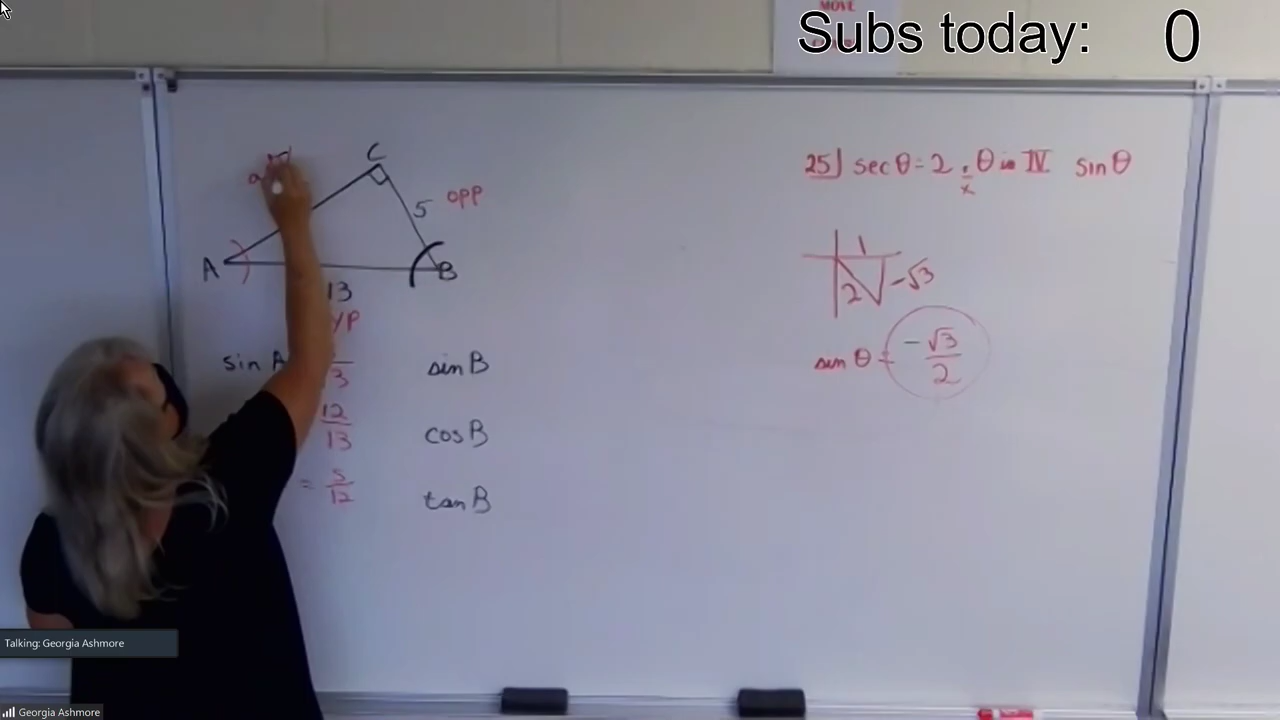 MOVE
Subs today: 0
C
5 opp
A
B
13
25) sec θ = 2, θ in IV sin θ
x
1
2 -√3
sin θ = -√3/2
sin A
sin B
12/13
cos B
= 5/12
tan B
Talking: Georgia Ashmore
Georgia Ashmore